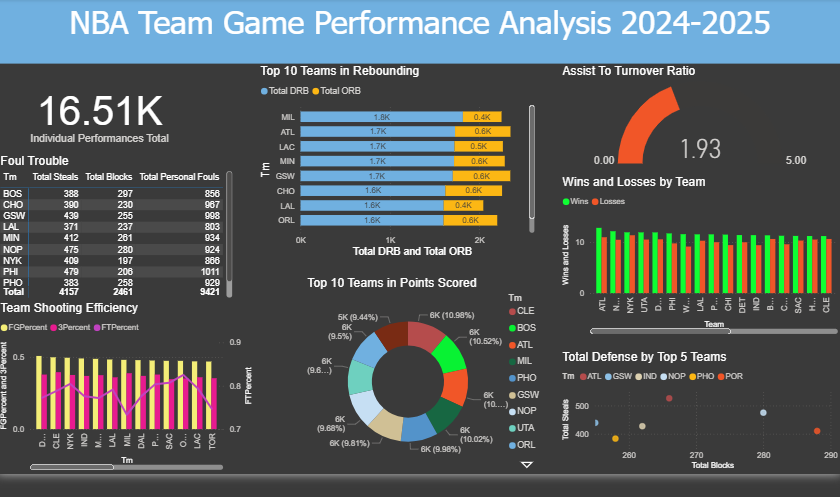 NBA Team Game Performance Analysis 2024-2025
16.51K
Individual Performances Total
Foul Trouble
Tm Total Steals Total Blocks Total Personal Fouls
BOS 388 297 856
CHO 390 230 967
GSW 439 255 998
LAL 371 237 803
MIN 412 261 934
NOP 475 280 924
NYK 409 197 866
PHI 479 206 1011
PHO 383 258 929
Total 4157 2461 9421
Team Shooting Efficiency
FGPercent 3Percent FTPercent
FGPercent and 3Percent
0.5
0.0
0.9
0.8
0.7
FTPercent
D... CLE NYK IND M... LAL MIL DAL P... SAC O... LAC TOR
Tm
Top 10 Teams in Rebounding
Total DRB Total ORB
Tm
MIL 1.8K 0.4K
ATL 1.7K 0.6K
LAC 1.7K 0.5K
MIN 1.7K 0.6K
GSW 1.7K 0.6K
CHO 1.6K 0.6K
LAL 1.6K 0.4K
ORL 1.6K 0.6K
0K 1K 2K
Total DRB and Total ORB
Top 10 Teams in Points Scored
6K (10.98%)
6K (10.52%)
6K (10....)
6K (10.02%)
6K (9.98%)
6K (9.81%)
6K (9.68%)
6K (9.6...)
6K (9.5%)
5K (9.44%)
Tm
CLE
BOS
ATL
MIL
PHO
GSW
NOP
UTA
ORL
Assist To Turnover Ratio
0.00 1.93 5.00
Wins and Losses by Team
Wins Losses
Wins and Losses
10
0
ATL N... NYK UTA D... PHI W... LAL P... CHI DET IND B... C... SAC H... CLE
Team
Total Defense by Top 5 Teams
Tm ATL GSW IND NOP PHO POR
Total Steals
500
400
260 270 280 290
Total Blocks